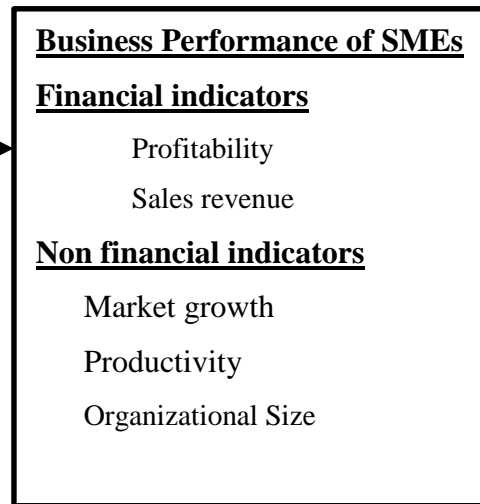 Business Performance of SMEs
Financial indicators
Profitability
Sales revenue
Non financial indicators
Market growth
Productivity
Organizational Size